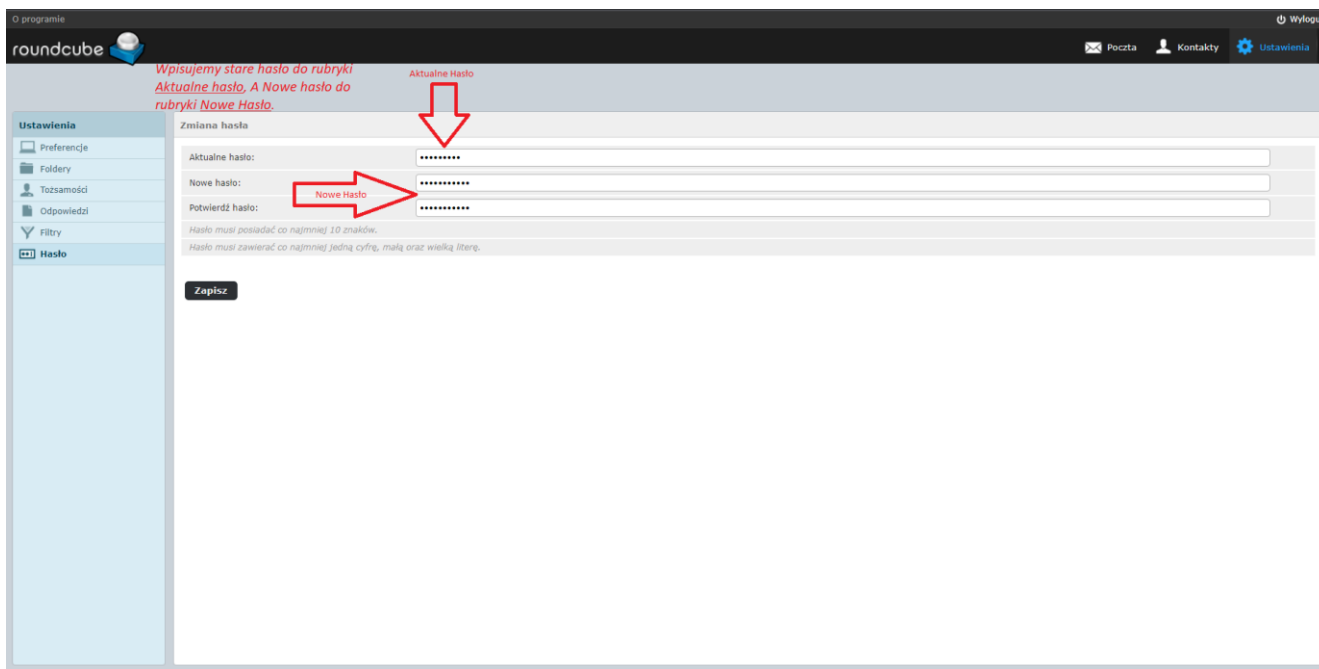 O programie
Wylogu
roundcube
Poczta
Kontakty
Ustawienia
Wpisujemy stare hasło do rubryki
Aktualne hasło, A Nowe hasło do
rubryki Nowe Hasło.
Aktualne Hasło
Ustawienia
Preferencje
Foldery
Tożsamości
Odpowiedzi
Filtry
Hasło
Zmiana hasła
Aktualne hasło:
Nowe hasło:
Nowe Hasło
Potwierdź hasło:
Hasło musi posiadać co najmniej 10 znaków.
Hasło musi zawierać co najmniej jedną cyfrę, małą oraz wielką literę.
Zapisz